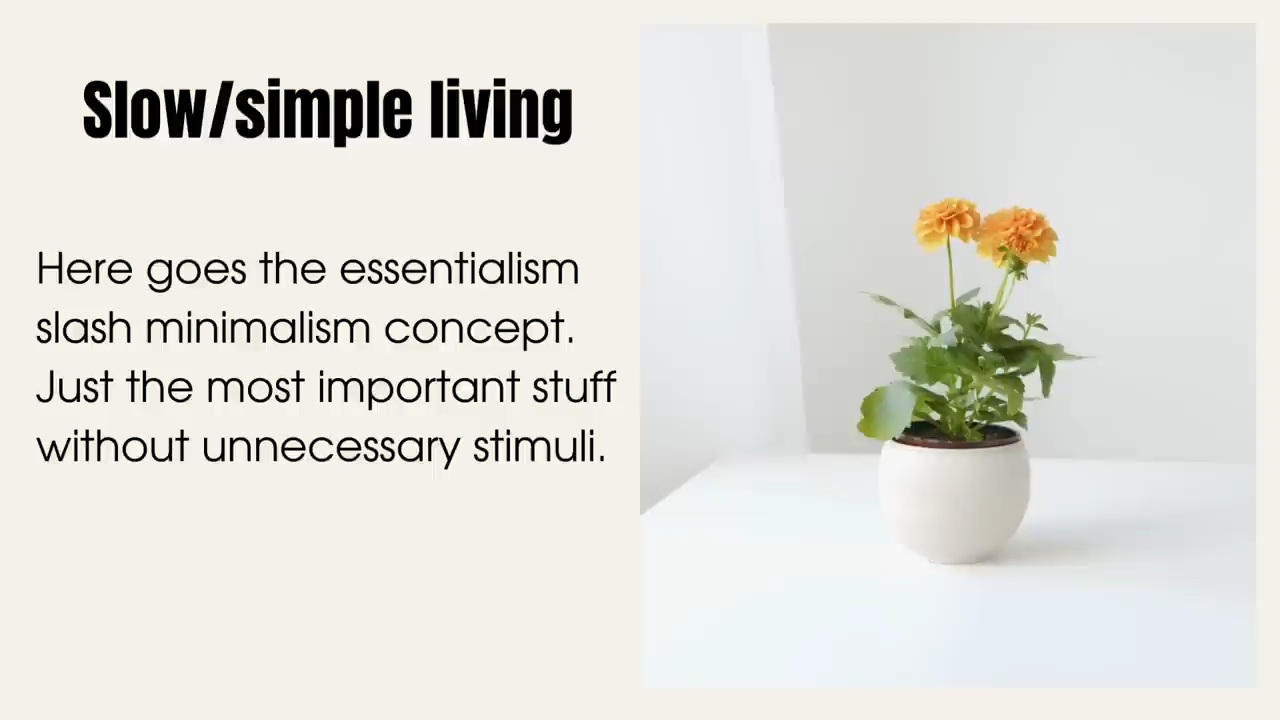 Slow/simple living
Here goes the essentialism
slash minimalism concept.
Just the most important stuff
without unnecessary stimuli.